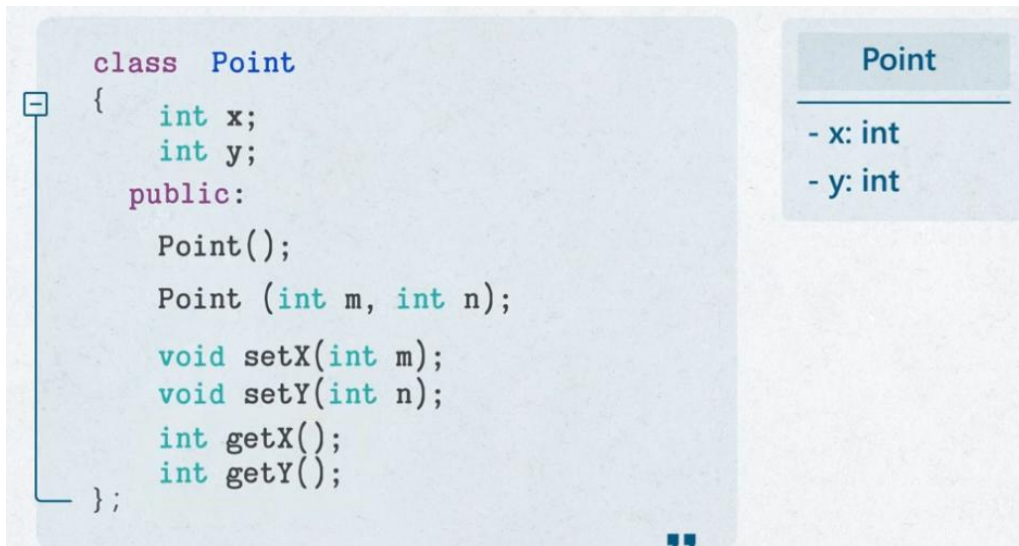 class Point
{
int x;
int y;
public:
Point();
Point (int m, int n);
void setX(int m);
void setY(int n);
int getX();
int getY();
};
Point
- x: int
- y: int